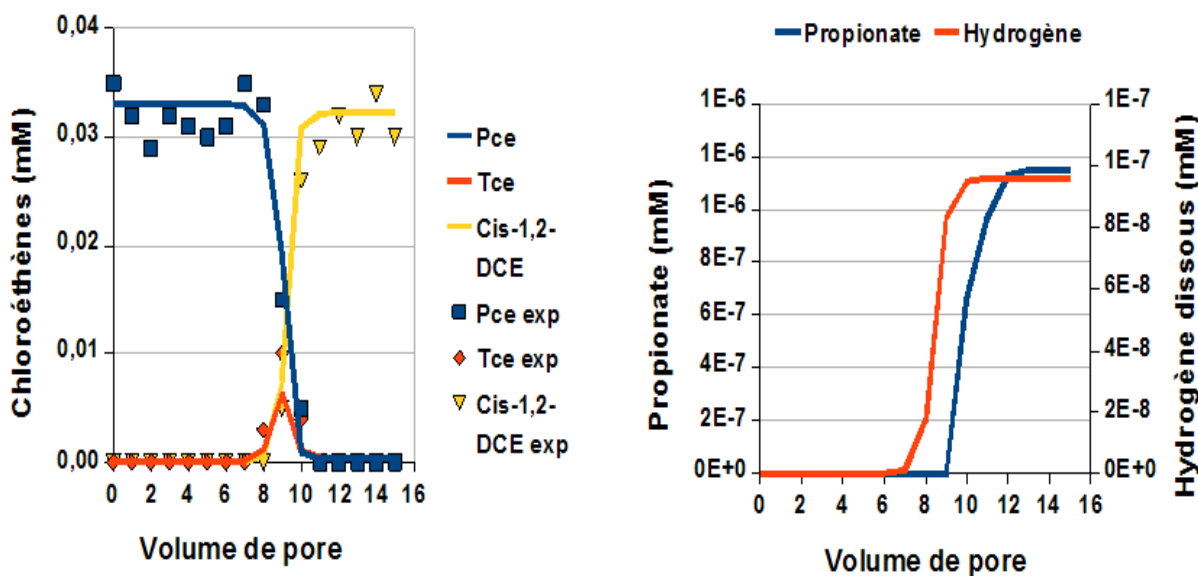 0,04
0,03
0,02
0,01
0,00
0 2 4 6 8 10 12 14 16
Chloroéthènes (mM)
Volume de pore
Pce
Tce
Cis-1,2-
DCE
Pce exp
Tce exp
Cis-1,2-
DCE exp
Propionate Hydrogène
1E-6
1E-6
1E-6
8E-7
6E-7
4E-7
2E-7
0E+0
Propionate (mM)
1E-7
1E-7
8E-8
6E-8
4E-8
2E-8
0E+0
Hydrogène dissous (mM)
0 2 4 6 8 10 12 14 16
Volume de pore